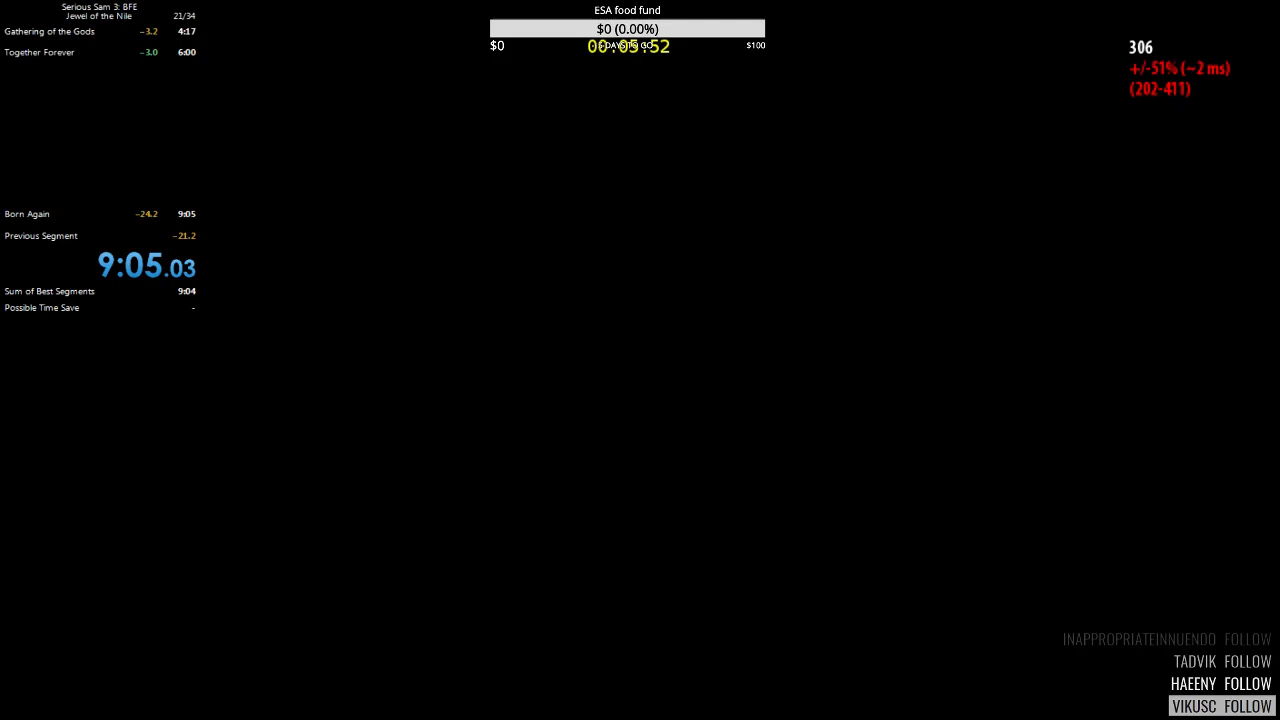 Serious Sam 3: BFE
Jewel of the Nile 21/34
Gathering of the Gods −3.2 4:17
Together Forever −3.0 6:00
Born Again −24.2 9:05
Previous Segment −21.2
9:05.03
Sum of Best Segments 9:04
Possible Time Save -
ESA food fund
$0 (0.00%)
$0 00:05:52 $100
306
+/-51% (~2 ms)
(202-411)
INAPPROPRIATEINNUENDO FOLLOW
TADVIK FOLLOW
HAEENY FOLLOW
VIKUSC FOLLOW